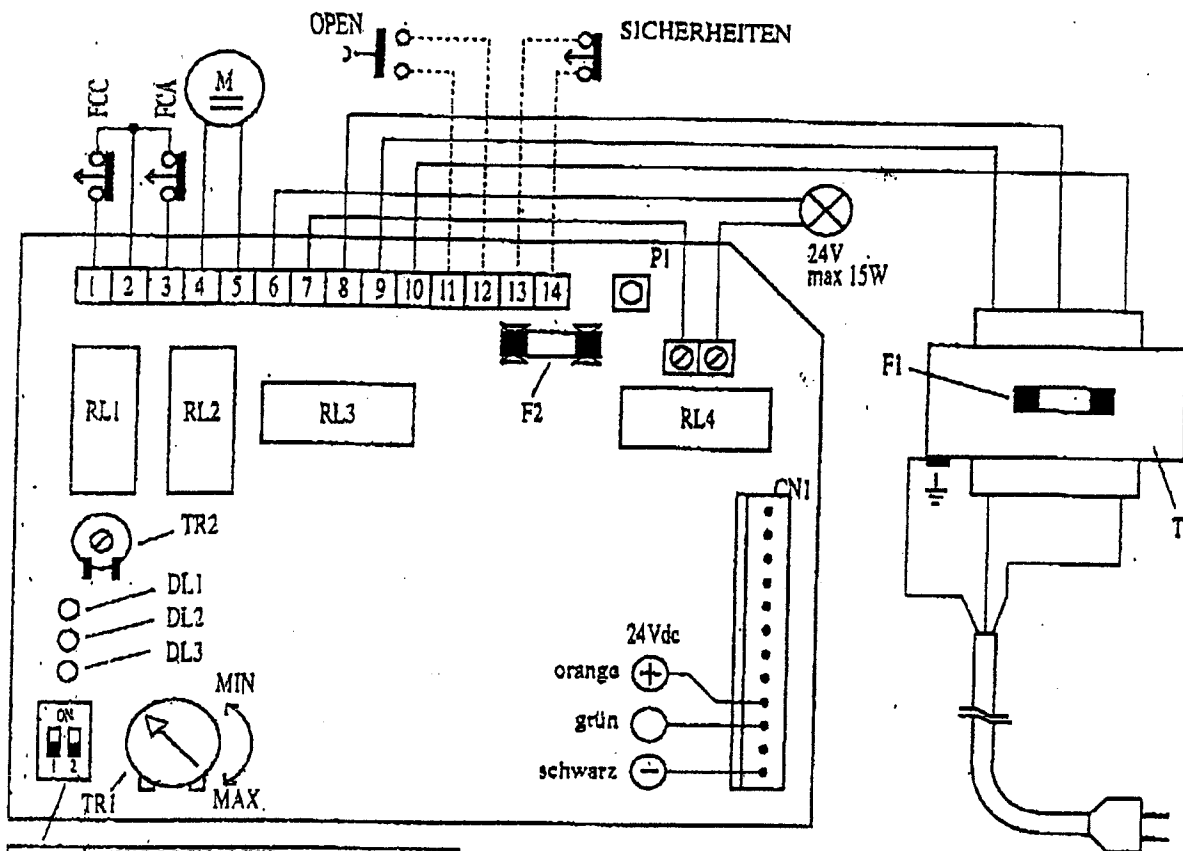 OPEN
SICHERHEITEN
FCC
FCA
M
24V
max 15W
P1
1 2 3 4 5 6 7 8 9 10 11 12 13 14
F2
F1
RL1
RL2
RL3
RL4
T
CN1
TR2
DL1
DL2
DL3
24Vdc
orange
+
grün
schwarz
-
ON
1 2
MIN
MAX
TR1